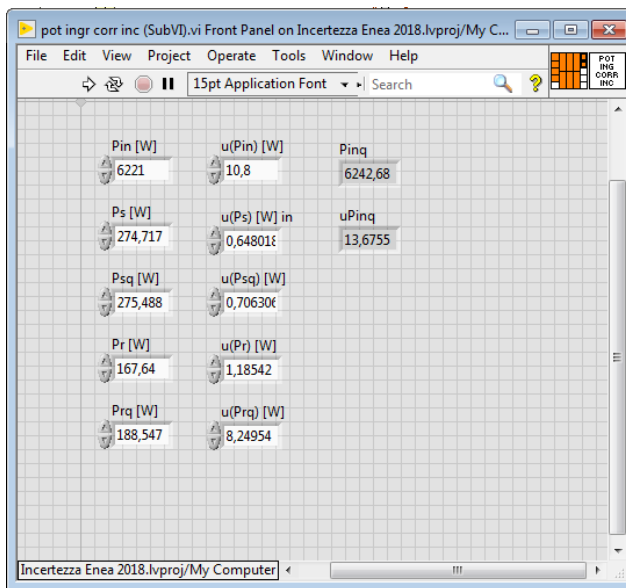 pot ingr corr inc (SubVI).vi Front Panel on Incertezza Enea 2018.lvproj/My C...
File Edit View Project Operate Tools Window Help
15pt Application Font Search
POT
ING
CORR
INC
Pin [W] u(Pin) [W] Pinq
6221 10,8 6242,68
Ps [W] u(Ps) [W] in uPinq
274,717 0,648018 13,6755
Psq [W] u(Psq) [W]
275,488 0,706306
Pr [W] u(Pr) [W]
167,64 1,18542
Prq [W] u(Prq) [W]
188,547 8,24954
Incertezza Enea 2018.lvproj/My Computer